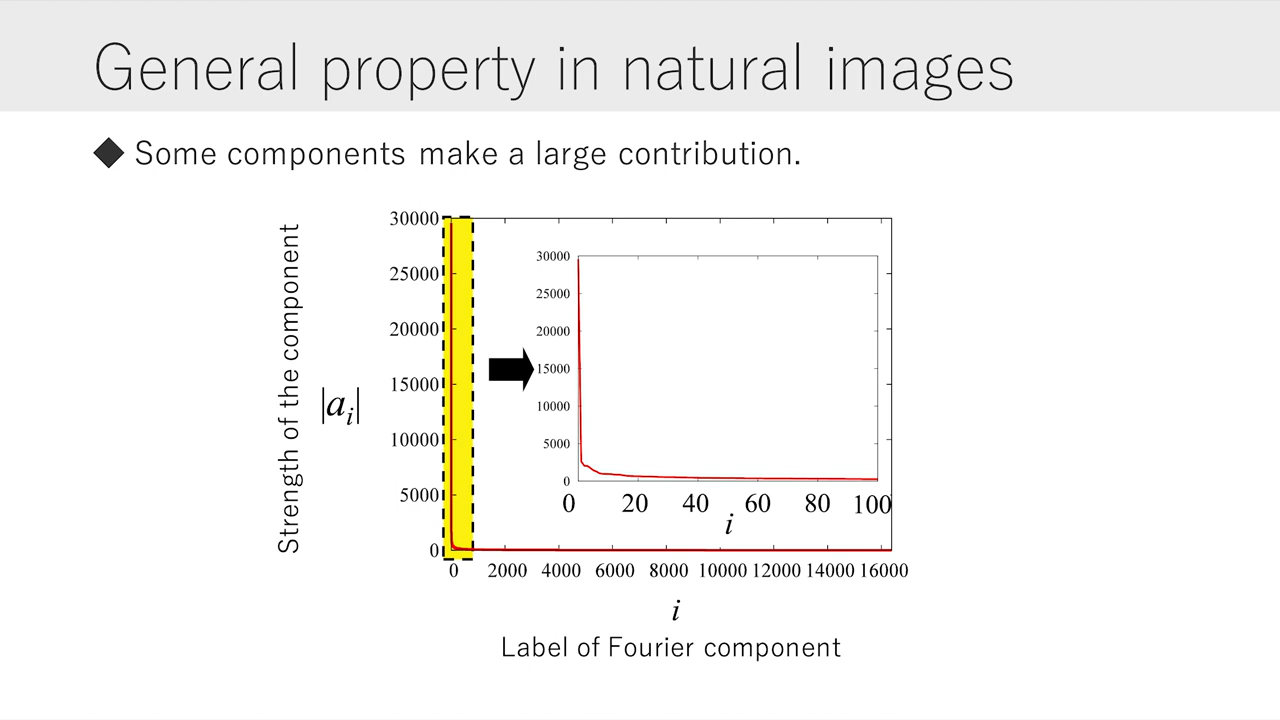 General property in natural images
◆ Some components make a large contribution.
Strength of the component
|a_i|
30000
25000
20000
15000
10000
5000
0
0 2000 4000 6000 8000 10000 12000 14000 16000
i
Label of Fourier component
30000
25000
20000
15000
10000
5000
0
0 20 40 60 80 100
i